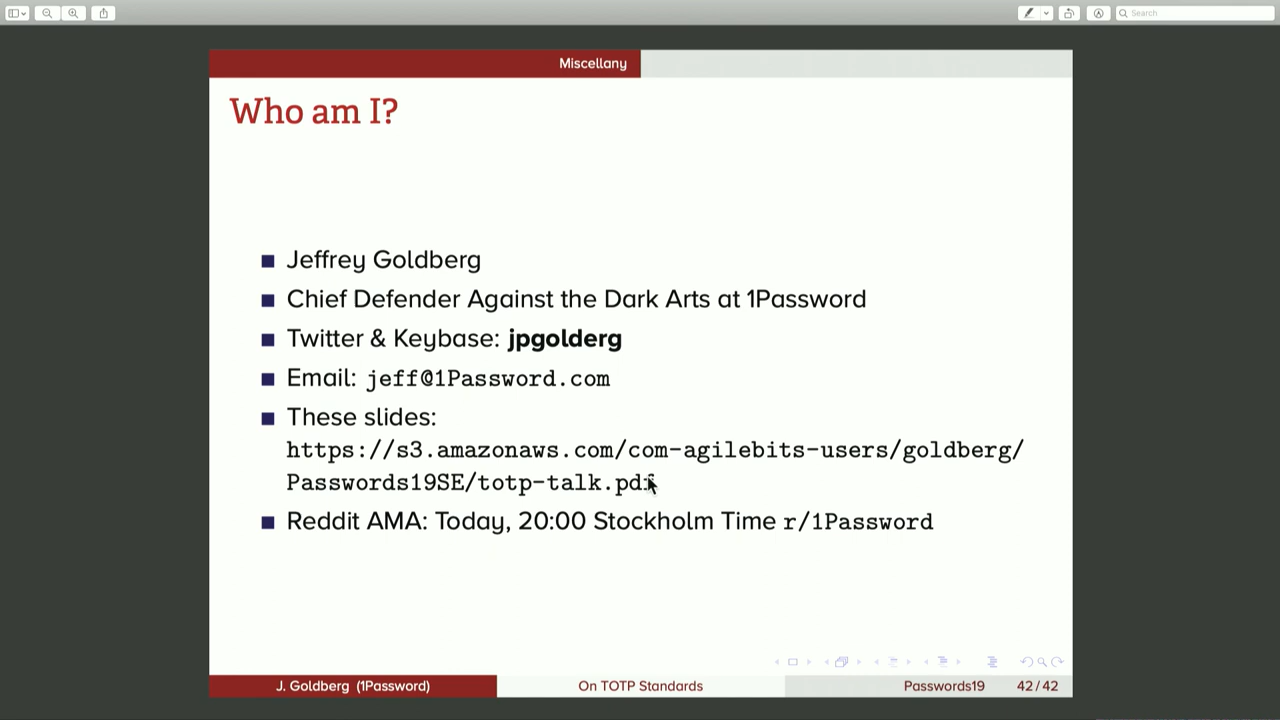 Search
Miscellany
Who am I?
Jeffrey Goldberg
Chief Defender Against the Dark Arts at 1Password
Twitter & Keybase: jpgolderg
Email: jeff@1Password.com
These slides:
https://s3.amazonaws.com/com-agilebits-users/goldberg/
Passwords19SE/totp-talk.pdf
Reddit AMA: Today, 20:00 Stockholm Time r/1Password
J. Goldberg (1Password) On TOTP Standards Passwords19 42/42